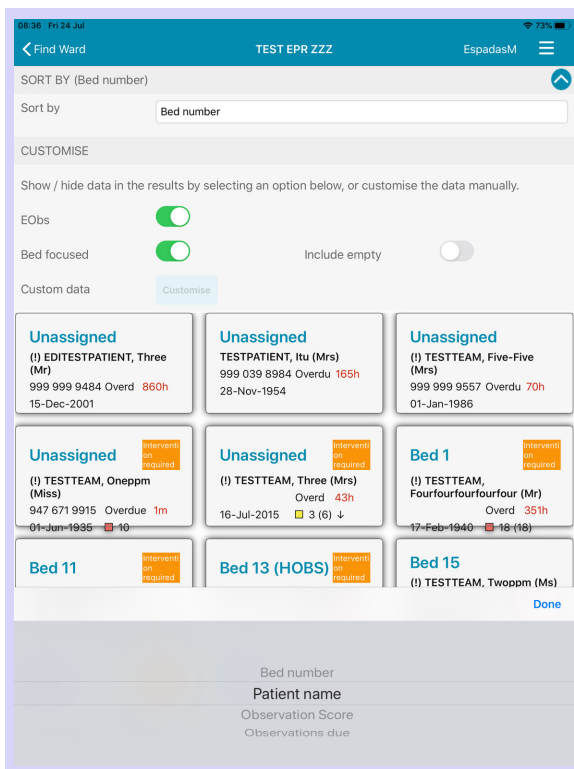 08:36 Fri 24 Jul
73%
Find Ward
TEST EPR ZZZ
EspadasM
SORT BY (Bed number)
Sort by
Bed number
CUSTOMISE
Show / hide data in the results by selecting an option below, or customise the data manually.
EObs
Bed focused
Include empty
Custom data
Customise
Unassigned
(!) EDITESTPATIENT, Three
(Mr)
999 999 9484 Overd 860h
15-Dec-2001
Unassigned
TESTPATIENT, Itu (Mrs)
999 039 8984 Overdu 165h
28-Nov-1954
Unassigned
(!) TESTTEAM, Five-Five
(Mrs)
999 999 9557 Overdu 70h
01-Jan-1986
Unassigned
Interventi
on
required
(!) TESTTEAM, Oneppm
(Miss)
947 671 9915 Overdue 1m
01-Jun-1935 10
Unassigned
Interventi
on
required
(!) TESTTEAM, Three (Mrs)
Overd 43h
16-Jul-2015 3 (6) ↓
Bed 1
Interventi
on
required
(!) TESTTEAM,
Fourfourfourfourfour (Mr)
Overd 351h
17-Feb-1940 18 (18)
Bed 11
Interventi
on
required
Bed 13 (HOBS)
Interventi
on
required
Bed 15
(!) TESTTEAM, Twoppm (Ms)
Done
Bed number
Patient name
Observation Score
Observations due